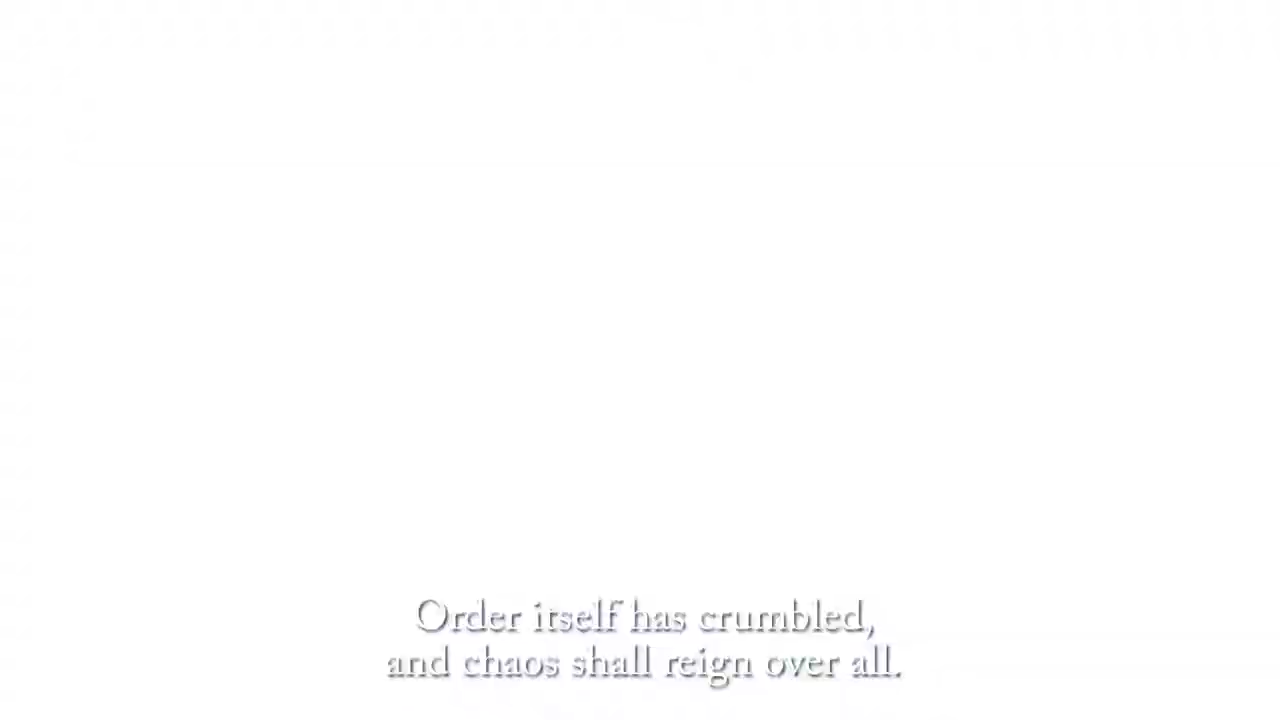 Order itself has crumbled,
and chaos shall reign over all.